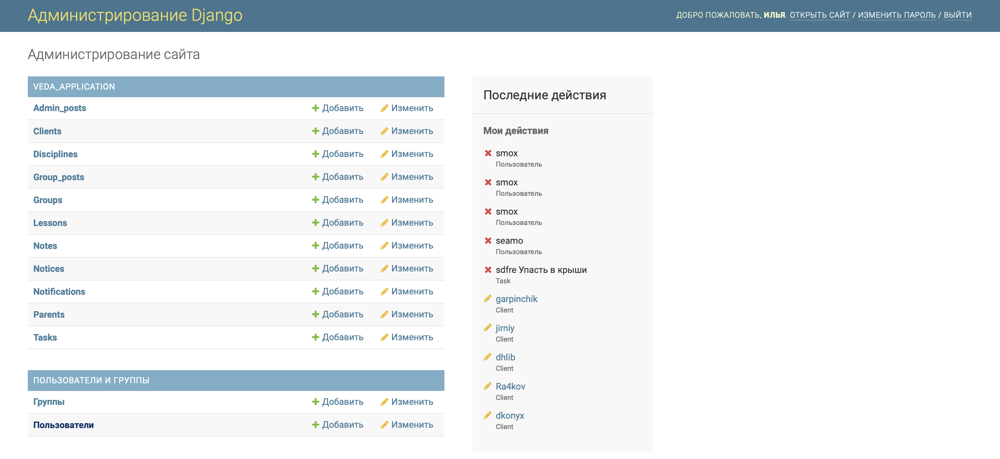 Администрирование Django
ДОБРО ПОЖАЛОВАТЬ, ИЛЬЯ. ОТКРЫТЬ САЙТ / ИЗМЕНИТЬ ПАРОЛЬ / ВЫЙТИ
Администрирование сайта
VEDA_APPLICATION
Admin_posts Добавить Изменить
Clients Добавить Изменить
Disciplines Добавить Изменить
Group_posts Добавить Изменить
Groups Добавить Изменить
Lessons Добавить Изменить
Notes Добавить Изменить
Notices Добавить Изменить
Notifications Добавить Изменить
Parents Добавить Изменить
Tasks Добавить Изменить
ПОЛЬЗОВАТЕЛИ И ГРУППЫ
Группы Добавить Изменить
Пользователи Добавить Изменить
Последние действия
Мои действия
smox
Пользователь
smox
Пользователь
smox
Пользователь
seamo
Пользователь
sdfre Упасть в крыши
Task
garpinchik
Client
jirniy
Client
dhlib
Client
Ra4kov
Client
dkonyx
Client